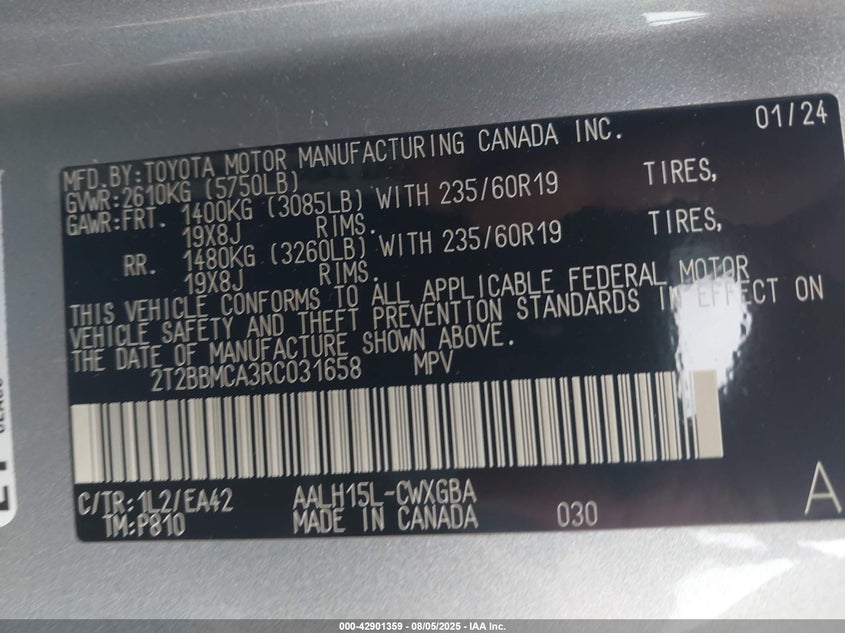 01/24
MFD.BY:TOYOTA MOTOR MANUFACTURING CANADA INC.
GVWR:2610KG (5750LB)
GAWR:FRT. 1400KG (3085LB) WITH 235/60R19 TIRES,
19X8J RIMS.
RR. 1480KG (3260LB) WITH 235/60R19 TIRES,
19X8J RIMS.
THIS VEHICLE CONFORMS TO ALL APPLICABLE FEDERAL MOTOR
VEHICLE SAFETY AND THEFT PREVENTION STANDARDS IN EFFECT ON
THE DATE OF MANUFACTURE SHOWN ABOVE.
2T2BBMCA3RC031658 MPV
C/TR:1L2/EA42 AALH15L-CWXGBA
TM:P810 MADE IN CANADA 030
A
000-42901359 - 08/05/2025 - IAA Inc.